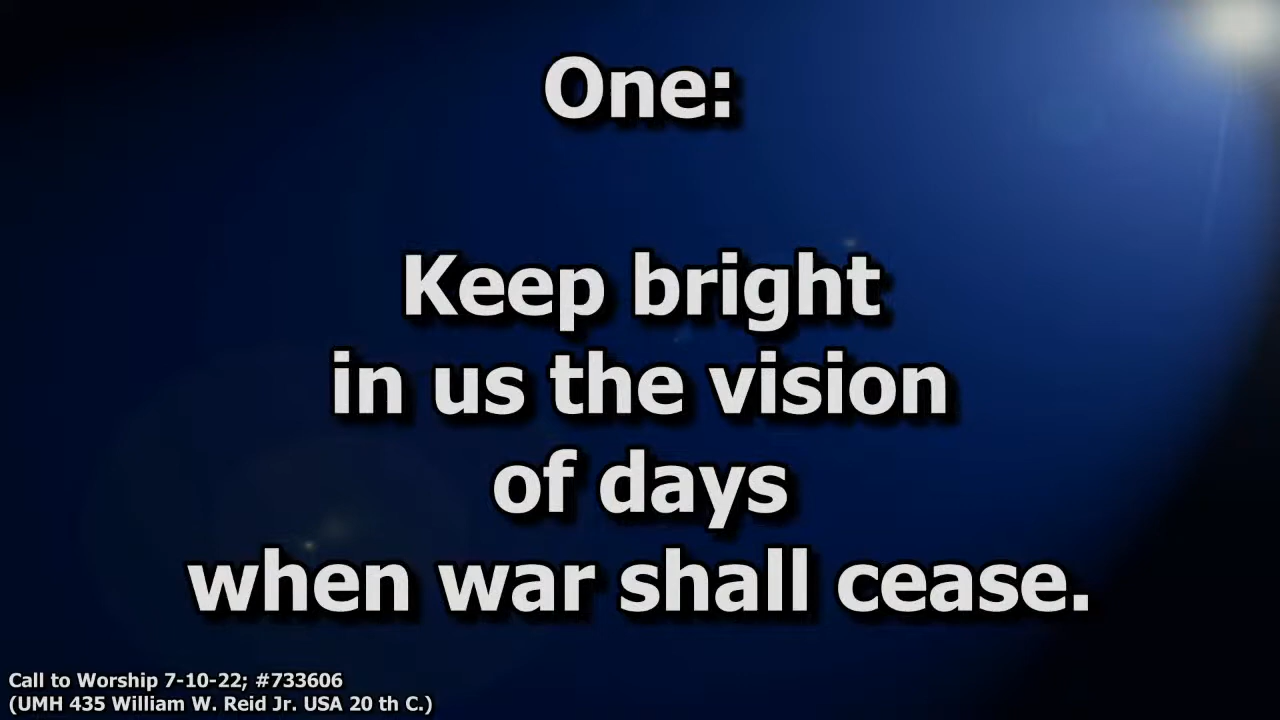 One:
Keep bright
in us the vision
of days
when war shall cease.
Call to Worship 7-10-22; #733606
(UMH 435 William W. Reid Jr. USA 20 th C.)